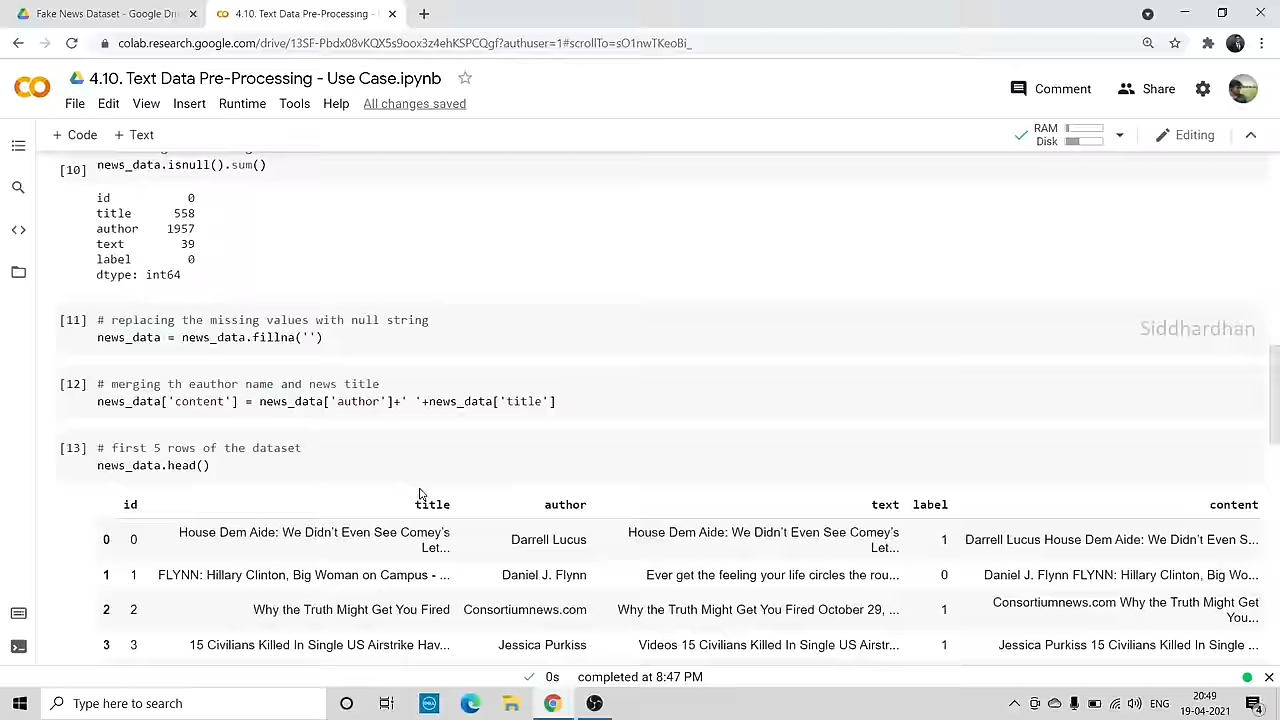 Fake News Dataset - Google Dri
4.10. Text Data Pre-Processing -
colab.research.google.com/drive/13SF-Pbdx08vKQX5s9oox3z4ehKSPCQgf?authuser=1#scrollTo=sO1nwTKeoBi_
4.10. Text Data Pre-Processing - Use Case.ipynb
Comment
Share
File Edit View Insert Runtime Tools Help All changes saved
+ Code + Text
RAM
Disk
Editing
[10] news_data.isnull().sum()
id 0
title 558
author 1957
text 39
label 0
dtype: int64
[11] # replacing the missing values with null string
news_data = news_data.fillna('')
Siddhardhan
[12] # merging th eauthor name and news title
news_data['content'] = news_data['author']+' '+news_data['title']
[13] # first 5 rows of the dataset
news_data.head()
id title author text label content
0 0 House Dem Aide: We Didn't Even See Comey's Let... Darrell Lucus House Dem Aide: We Didn't Even See Comey's Let... 1 Darrell Lucus House Dem Aide: We Didn't Even S...
1 1 FLYNN: Hillary Clinton, Big Woman on Campus - ... Daniel J. Flynn Ever get the feeling your life circles the rou... 0 Daniel J. Flynn FLYNN: Hillary Clinton, Big Wo...
2 2 Why the Truth Might Get You Fired Consortiumnews.com Why the Truth Might Get You Fired October 29, ... 1 Consortiumnews.com Why the Truth Might Get You...
3 3 15 Civilians Killed In Single US Airstrike Hav... Jessica Purkiss Videos 15 Civilians Killed In Single US Airstr... 1 Jessica Purkiss 15 Civilians Killed In Single ...
0s completed at 8:47 PM
Type here to search
DELL
ENG
20:49
19-04-2021
4